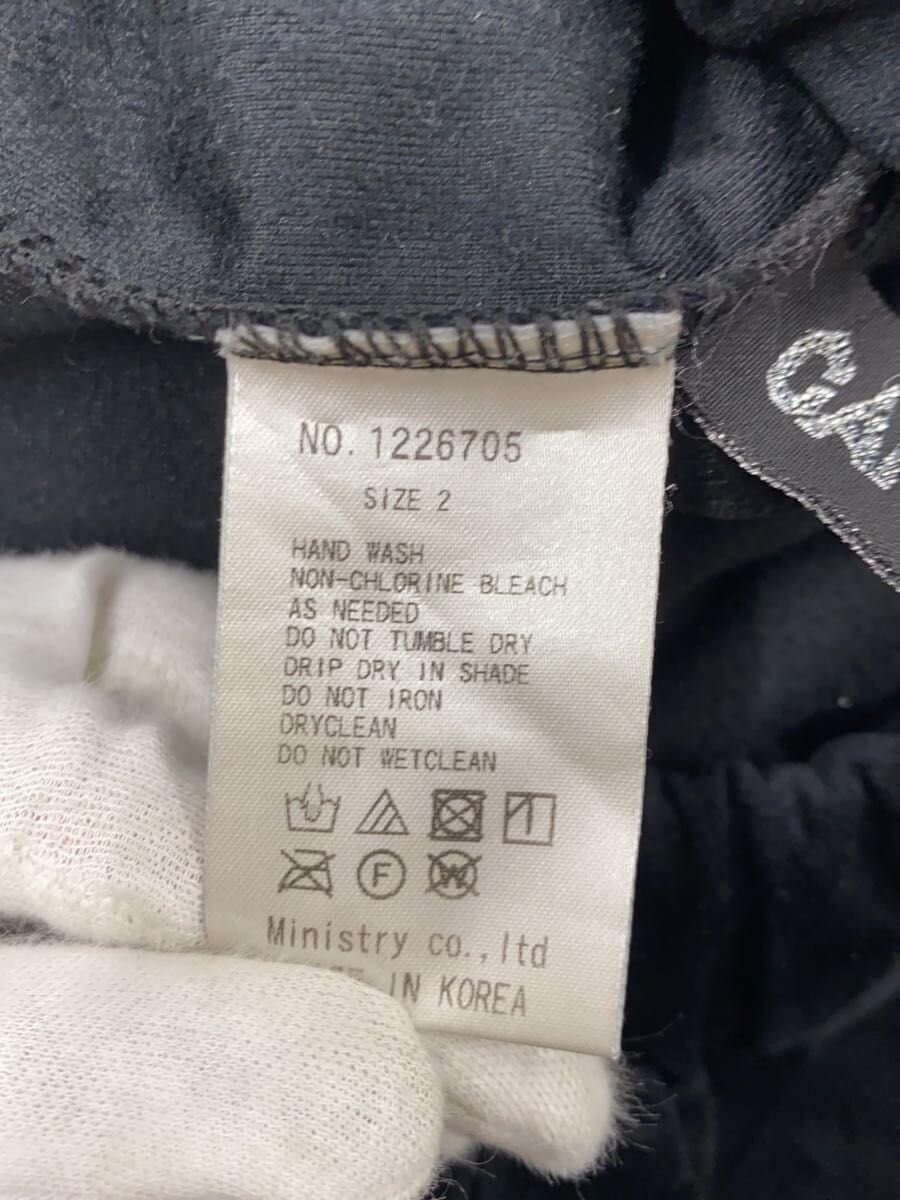 NO. 1226705
SIZE 2
HAND WASH
NON-CHLORINE BLEACH
AS NEEDED
DO NOT TUMBLE DRY
DRIP DRY IN SHADE
DO NOT IRON
DRYCLEAN
DO NOT WETCLEAN
F
W
Ministry co.,ltd
IN KOREA